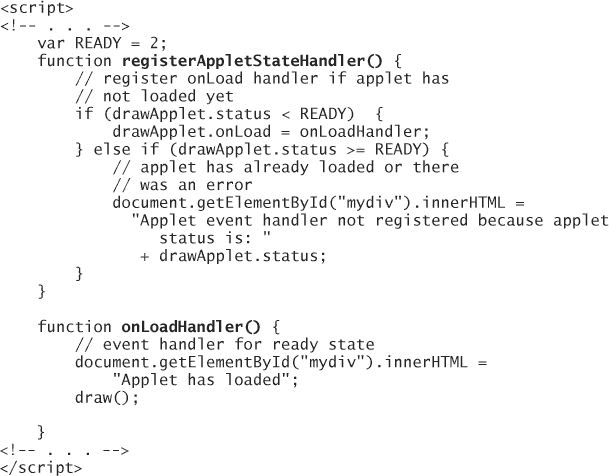 <script>
<!-- . . . -->
    var READY = 2;
    function registerAppletStateHandler() {
        // register onLoad handler if applet has
        // not loaded yet
        if (drawApplet.status < READY)  {
            drawApplet.onLoad = onLoadHandler;
        } else if (drawApplet.status >= READY) {
            // applet has already loaded or there
            // was an error
            document.getElementById("mydiv").innerHTML =
              "Applet event handler not registered because applet
                 status is: "
               + drawApplet.status;
        }
    }

    function onLoadHandler() {
        // event handler for ready state
        document.getElementById("mydiv").innerHTML =
            "Applet has loaded";
        draw();

    }
<!-- . . . -->
</script>